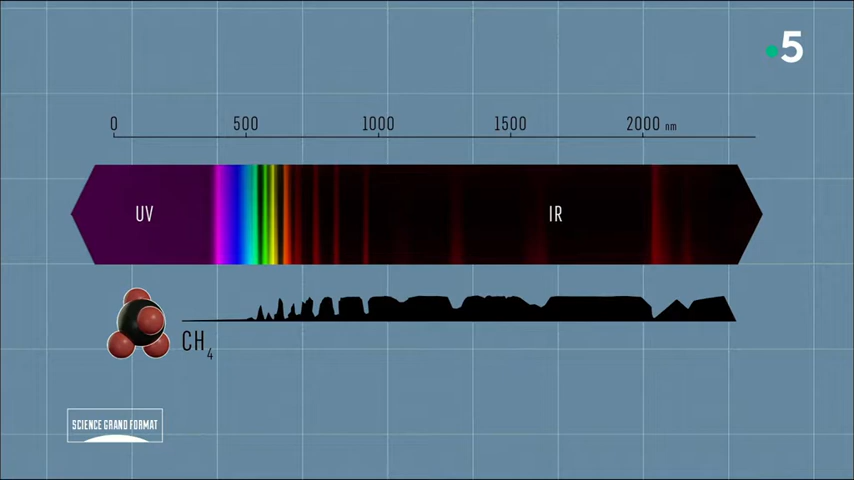 5
0 500 1000 1500 2000 nm
UV IR
CH4
SCIENCE GRAND FORMAT